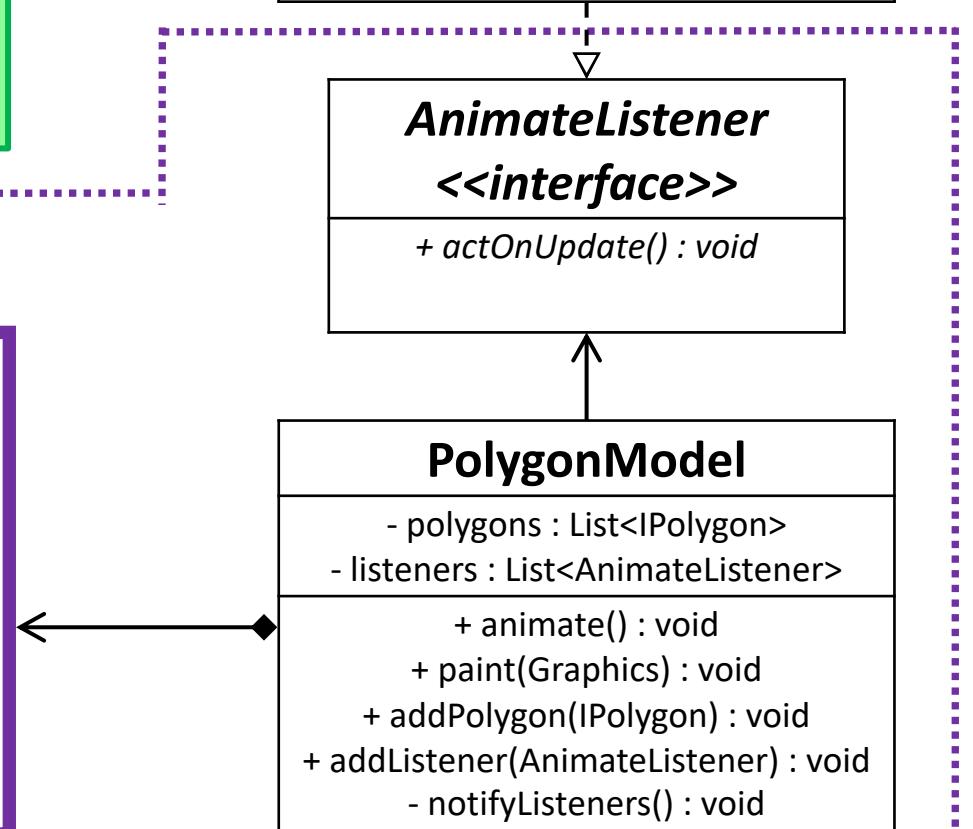 AnimateListener
<<interface>>
+ actOnUpdate() : void
PolygonModel
- polygons : List<IPolygon>
- listeners : List<AnimateListener>
+ animate() : void
+ paint(Graphics) : void
+ addPolygon(IPolygon) : void
+ addListener(AnimateListener) : void
- notifyListeners() : void